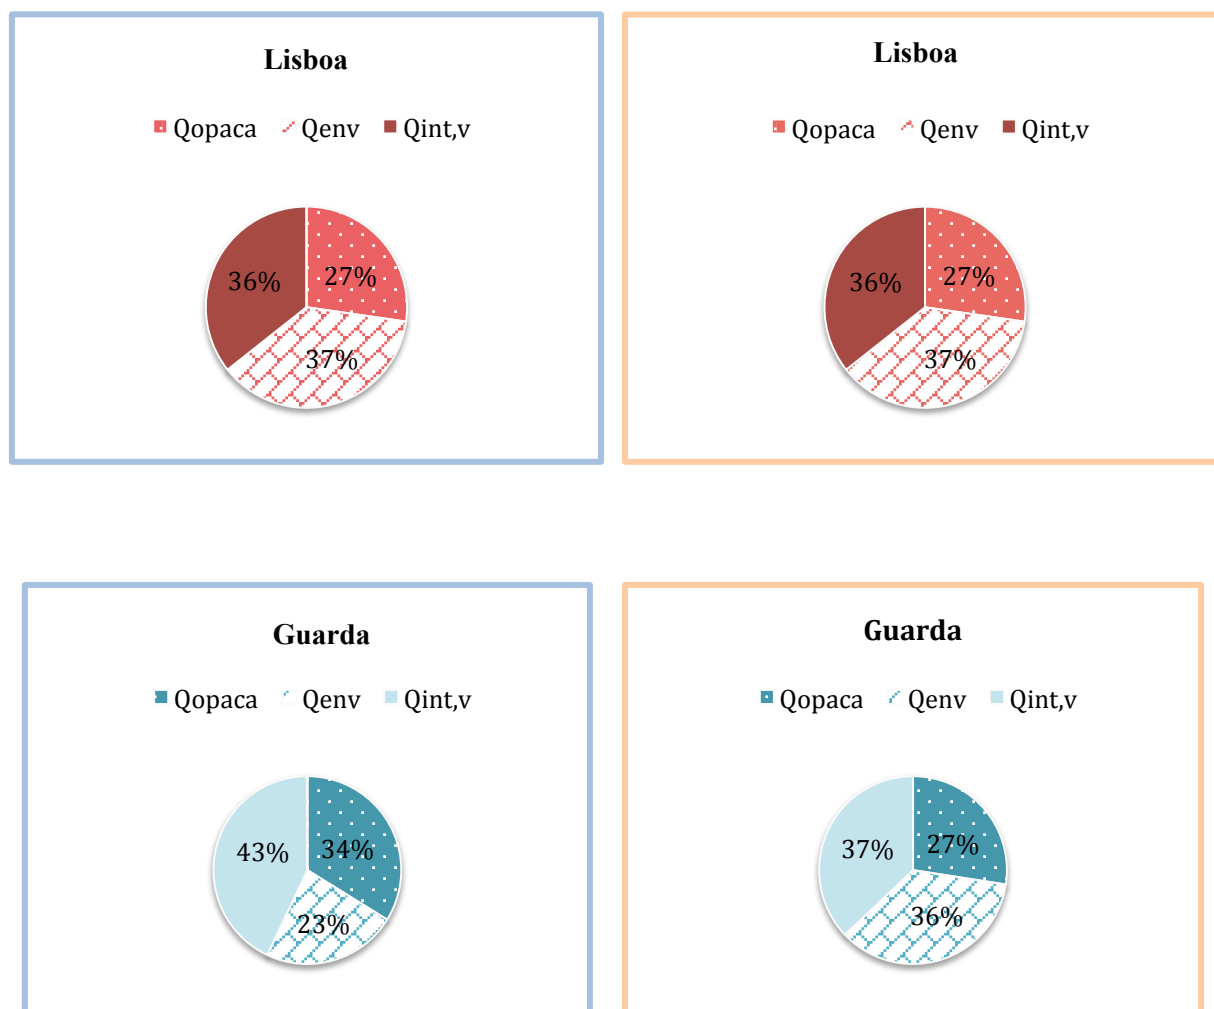 Lisboa
Qopaca Qenv Qint,v
36% 27%
37%
Lisboa
Qopaca Qenv Qint,v
36% 27%
37%
Guarda
Qopaca Qenv Qint,v
43% 34%
23%
Guarda
Qopaca Qenv Qint,v
37% 27%
36%